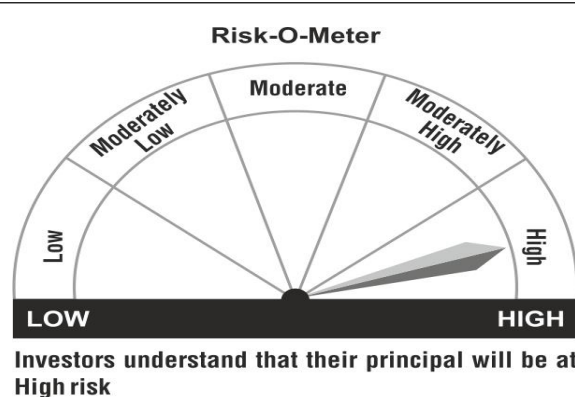 Risk-O-Meter
Moderate
Moderately
Low
Moderately
High
Low
High
LOW
HIGH
Investors understand that their principal will be at
High risk